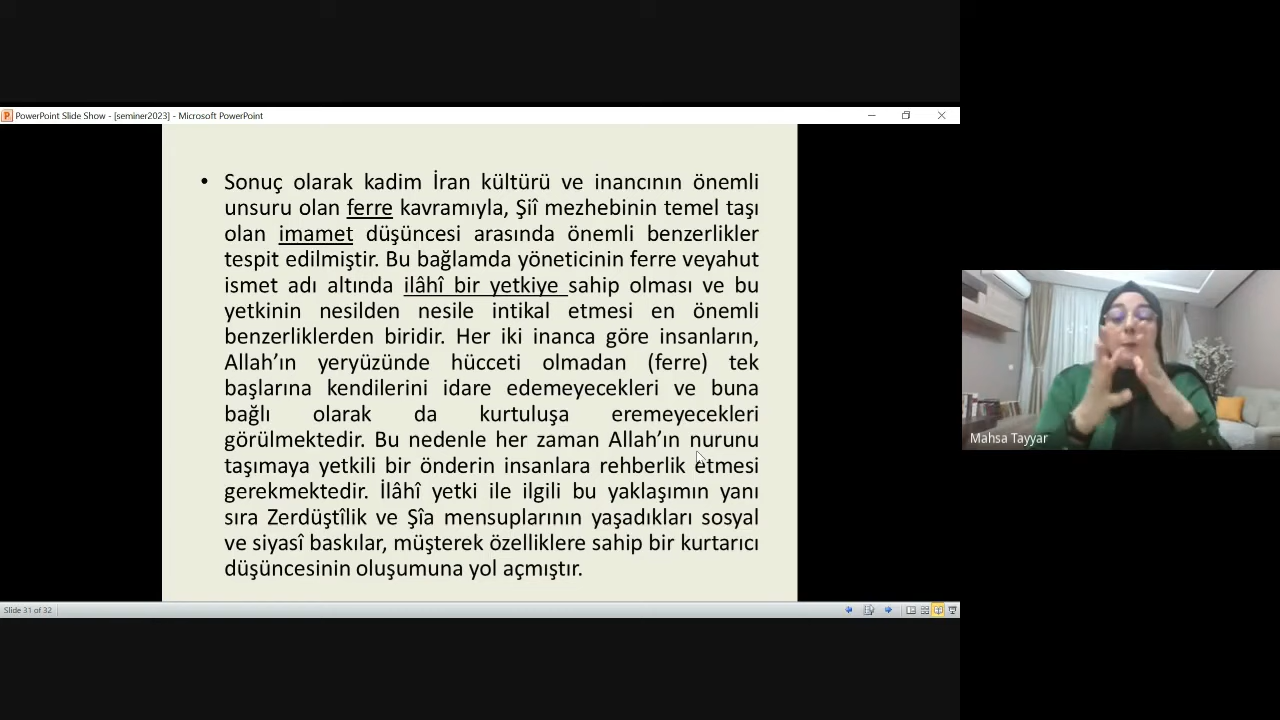 PowerPoint Slide Show - [seminer2023] - Microsoft PowerPoint
• Sonuç olarak kadim İran kültürü ve inancının önemli
unsuru olan ferre kavramıyla, Şiî mezhebinin temel taşı
olan imamet düşüncesi arasında önemli benzerlikler
tespit edilmiştir. Bu bağlamda yöneticinin ferre veyahut
ismet adı altında ilâhî bir yetkiye sahip olması ve bu
yetkinin nesilden nesile intikal etmesi en önemli
benzerliklerden biridir. Her iki inanca göre insanların,
Allah’ın yeryüzünde hücceti olmadan (ferre) tek
başlarına kendilerini idare edemeyecekleri ve buna
bağlı olarak da kurtuluşa eremeyecekleri
görülmektedir. Bu nedenle her zaman Allah’ın nurunu
taşımaya yetkili bir önderin insanlara rehberlik etmesi
gerekmektedir. İlâhî yetki ile ilgili bu yaklaşımın yanı
sıra Zerdüştîlik ve Şîa mensuplarının yaşadıkları sosyal
ve siyasî baskılar, müşterek özelliklere sahip bir kurtarıcı
düşüncesinin oluşumuna yol açmıştır.
Slide 31 of 32
Mahsa Tayyar